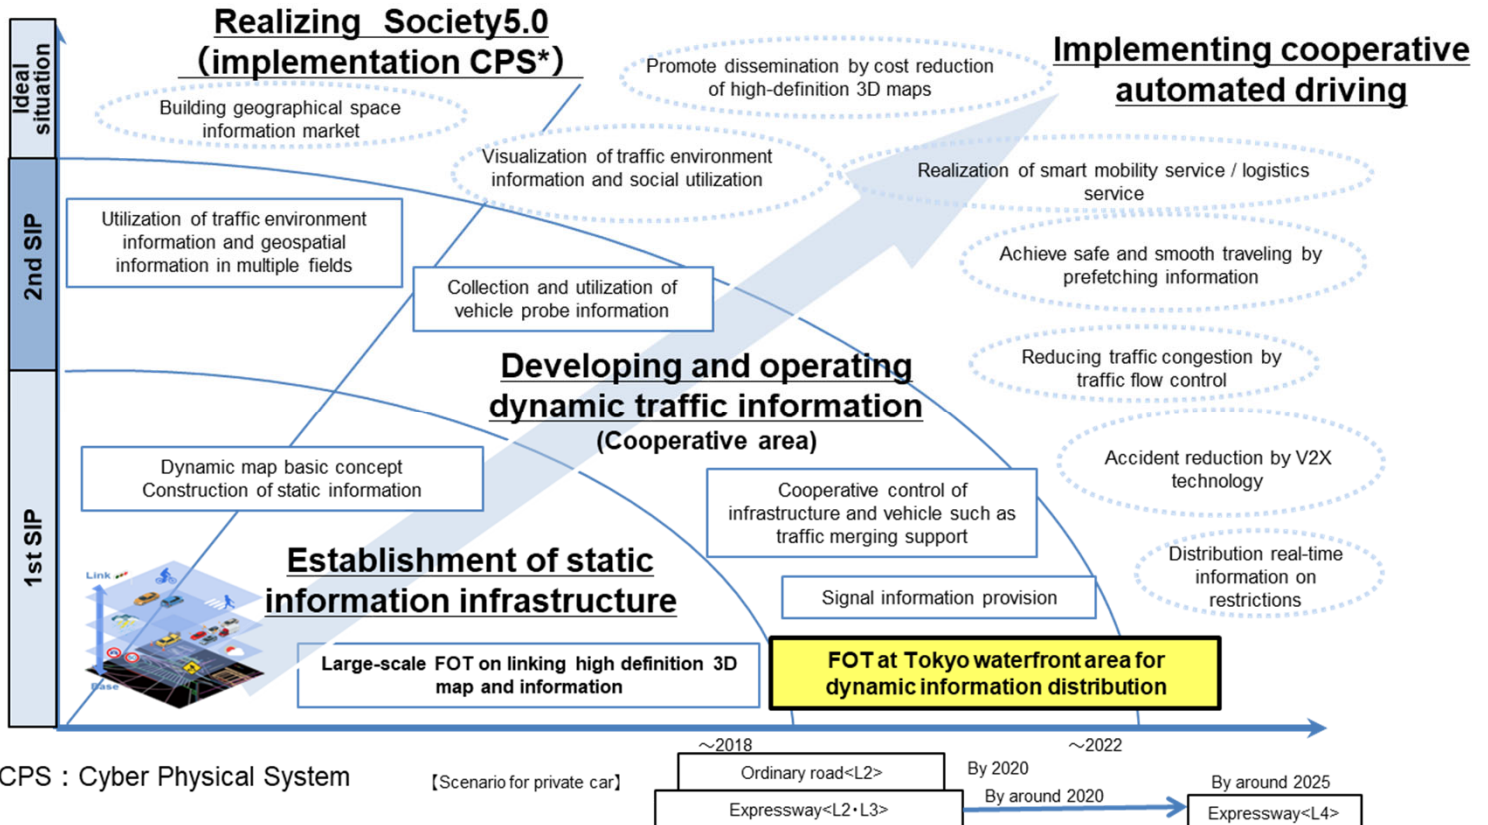 Realizing Society5.0
（implementation CPS*）
Implementing cooperative
automated driving
Ideal
situation
Building geographical space
information market
Promote dissemination by cost reduction
of high-definition 3D maps
Visualization of traffic environment
information and social utilization
Realization of smart mobility service / logistics
service
2nd SIP
Utilization of traffic environment
information and geospatial
information in multiple fields
Achieve safe and smooth traveling by
prefetching information
Collection and utilization of
vehicle probe information
Developing and operating
dynamic traffic information
(Cooperative area)
Reducing traffic congestion by
traffic flow control
Accident reduction by V2X
technology
1st SIP
Dynamic map basic concept
Construction of static information
Cooperative control of
infrastructure and vehicle such as
traffic merging support
Distribution real-time
information on
restrictions
Establishment of static
information infrastructure
Signal information provision
Link
Base
Large-scale FOT on linking high definition 3D
map and information
FOT at Tokyo waterfront area for
dynamic information distribution
～2018
～2022
CPS：Cyber Physical System
【Scenario for private car】
Ordinary road<L2>
By 2020
Expressway<L2・L3>
By around 2020
By around 2025
Expressway<L4>